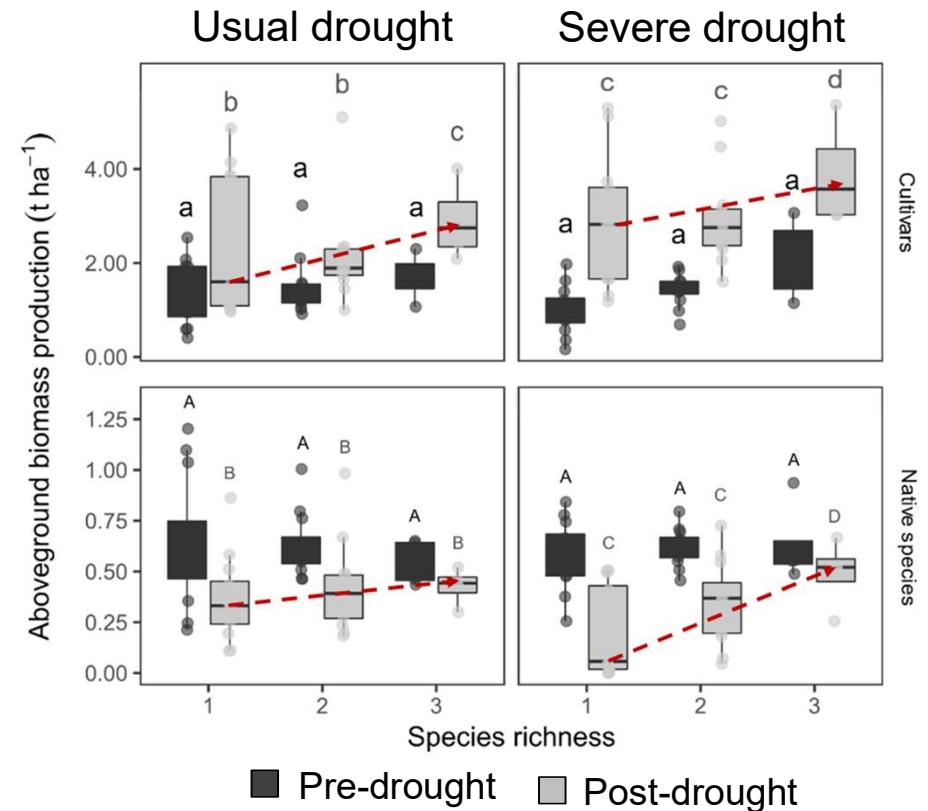 Usual drought
Severe drought
b
b
c
a
a
a
c
c
d
a
a
a
4.00
2.00
0.00
Cultivars
Aboveground biomass production (t ha⁻¹)
A
B
A
B
A
B
A
C
A
C
A
D
1.25
1.00
0.75
0.50
0.25
0.00
Native species
1
2
3
1
2
3
Species richness
Pre-drought
Post-drought